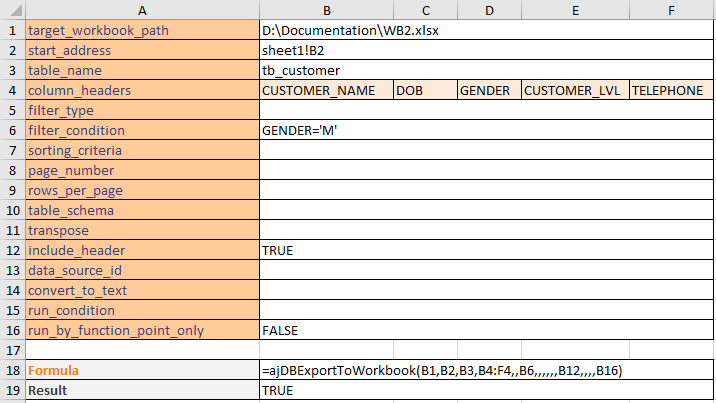 A B C D E F
1 target_workbook_path D:\Documentation\WB2.xlsx
2 start_address sheet1!B2
3 table_name tb_customer
4 column_headers CUSTOMER_NAME DOB GENDER CUSTOMER_LVL TELEPHONE
5 filter_type
6 filter_condition GENDER='M'
7 sorting_criteria
8 page_number
9 rows_per_page
10 table_schema
11 transpose
12 include_header TRUE
13 data_source_id
14 convert_to_text
15 run_condition
16 run_by_function_point_only FALSE
17
18 Formula =ajDBExportToWorkbook(B1,B2,B3,B4:F4,,B6,,,,,,B12,,,,B16)
19 Result TRUE